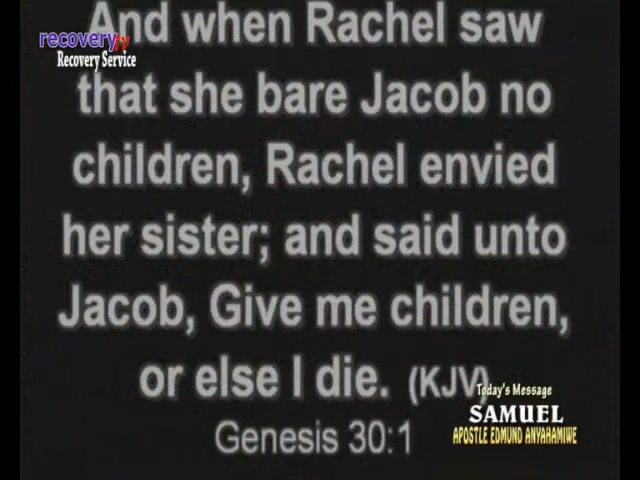 And when Rachel saw
recovery tv
Recovery Service
that she bare Jacob no
children, Rachel envied
her sister; and said unto
Jacob, Give me children,
or else I die. (KJV)
Today's Message
SAMUEL
Genesis 30:1
APOSTLE EDMUND ANYAHAMIWE